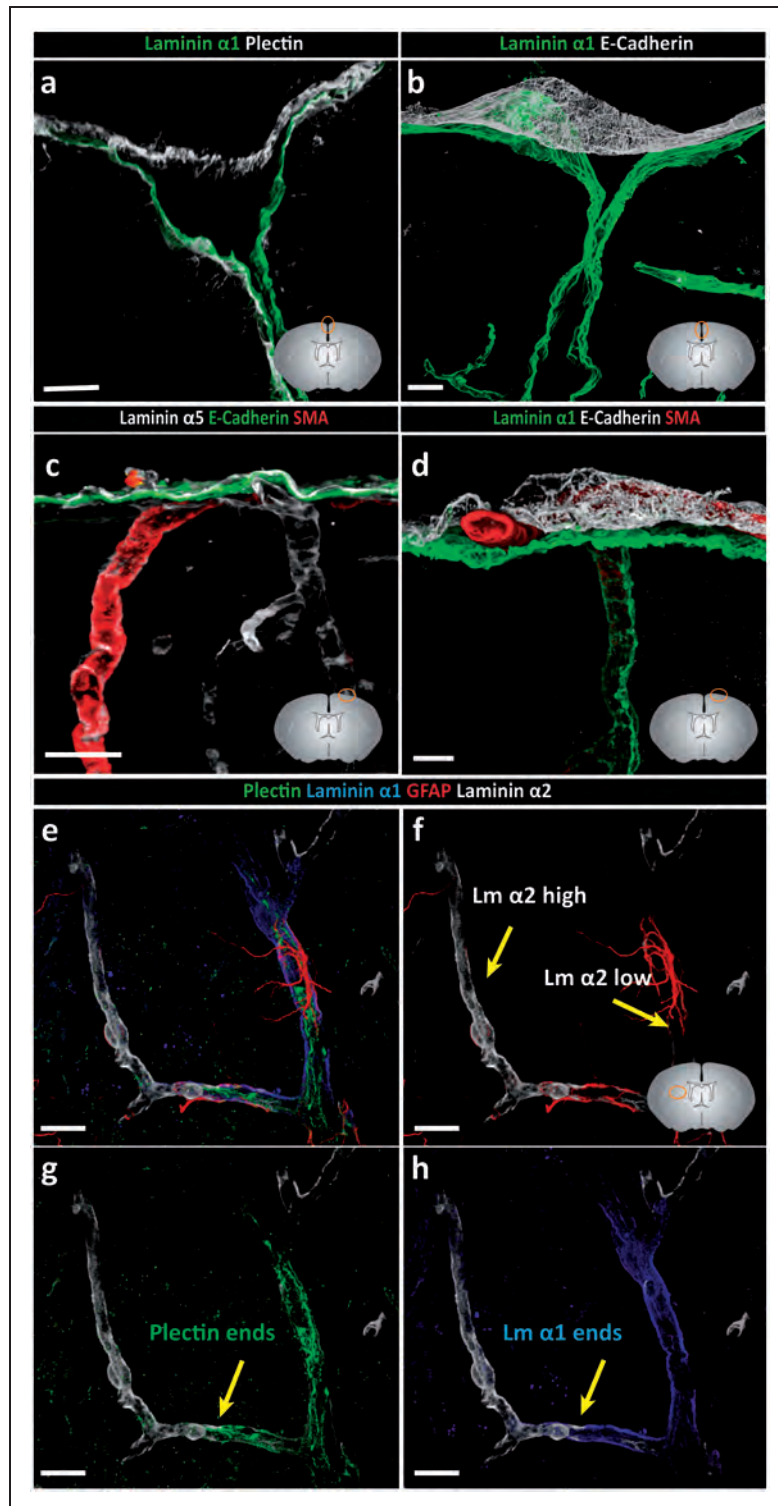 Laminin α1 Plectin
Laminin α1 E-Cadherin
a
b
Laminin α5 E-Cadherin SMA
Laminin α1 E-Cadherin SMA
c
d
Plectin Laminin α1 GFAP Laminin α2
e
f
Lm α2 high
Lm α2 low
g
h
Plectin ends
Lm α1 ends